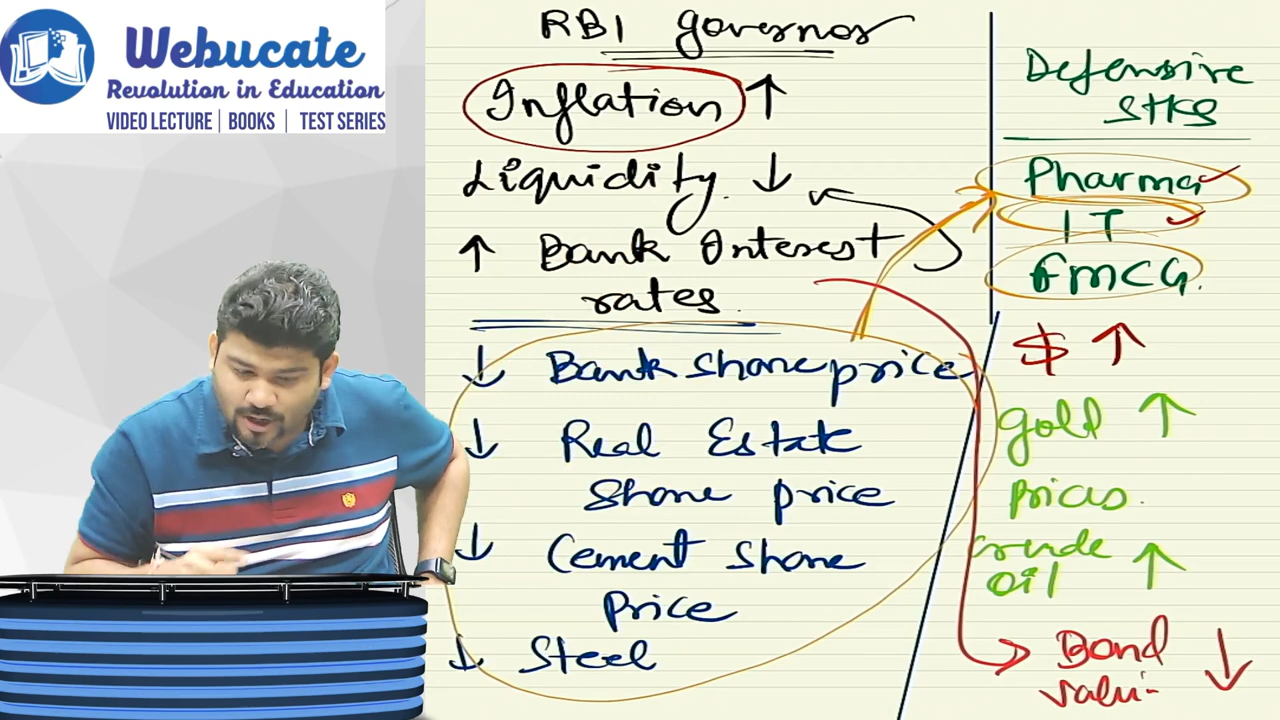 Webucate
Revolution in Education
VIDEO LECTURE | BOOKS | TEST SERIES
RBI governor
Inflation ↑
Liquidity ↓
↑ Bank Interest
rates
↓ Bank share price
↓ Real Estate
share price
↓ Cement share
Price
↓ Steel
Defensive
stks
Pharma
IT
FMCG
$ ↑
Gold ↑
prices
crude
oil ↑
Bond
↓